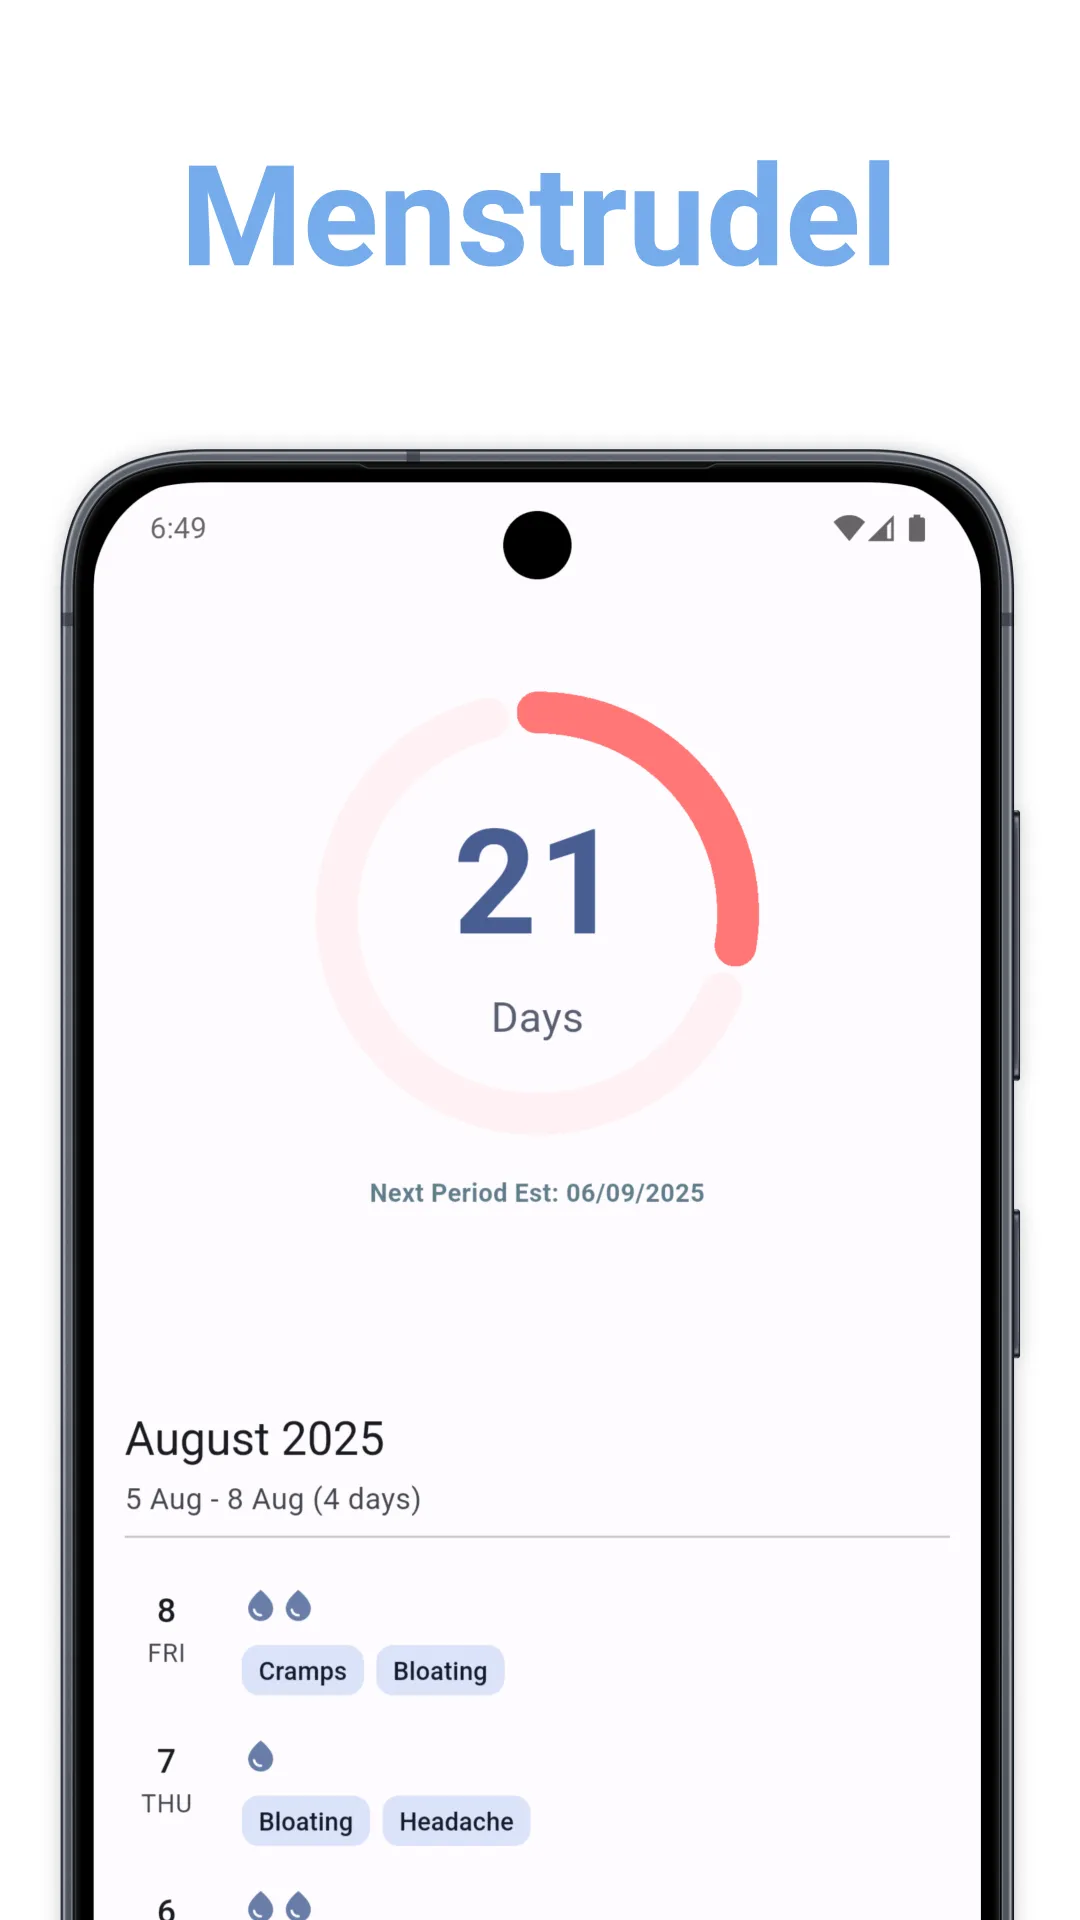 Menstrudel
6:49
21
Days
Next Period Est: 06/09/2025
August 2025
5 Aug - 8 Aug (4 days)
8
FRI
Cramps Bloating
7
THU
Bloating Headache
6